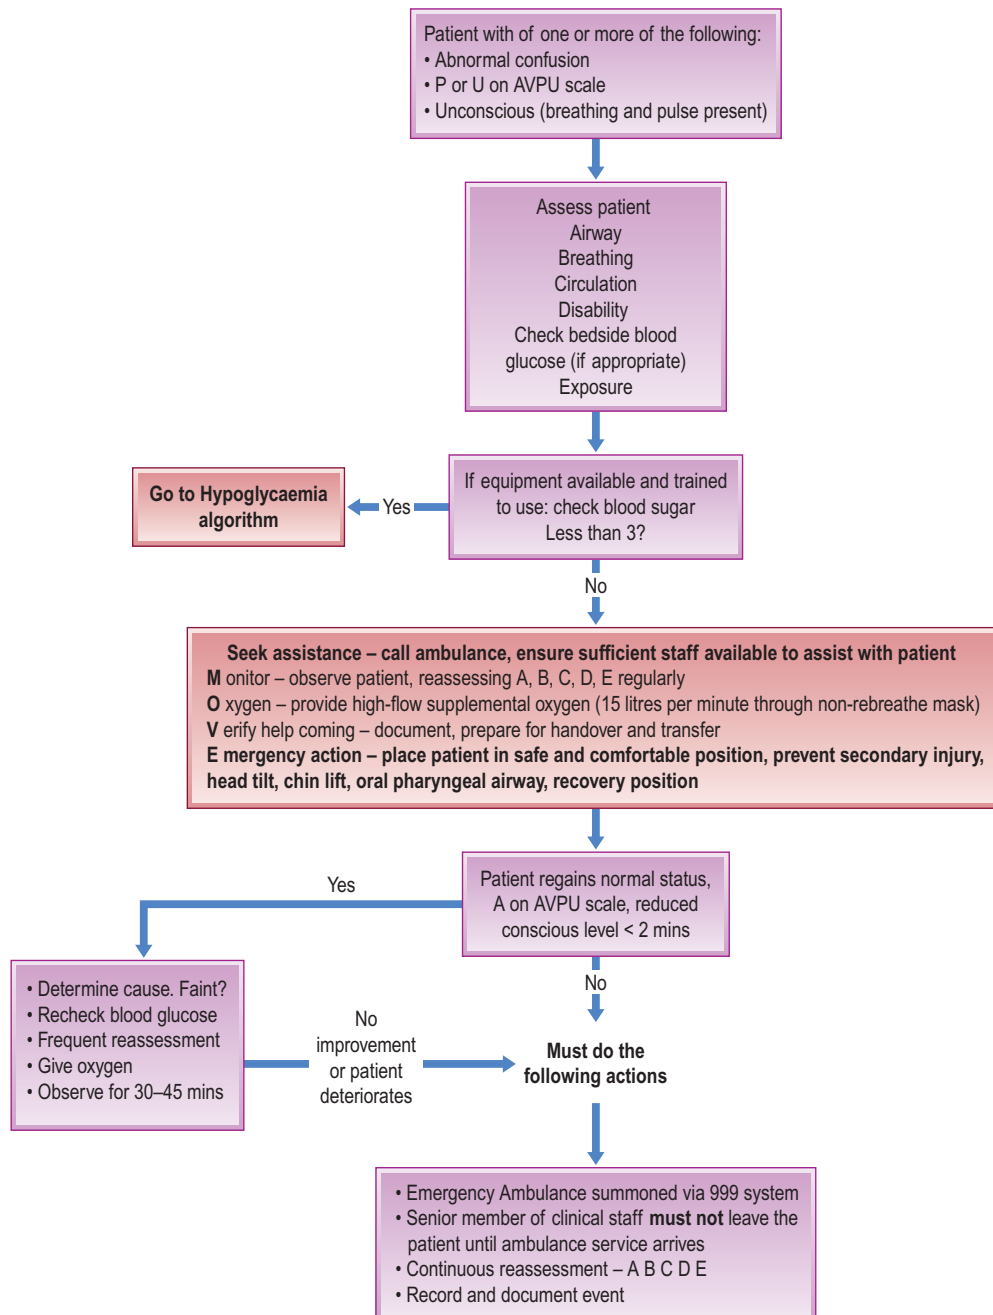 Patient with of one or more of the following:
• Abnormal confusion
• P or U on AVPU scale
• Unconscious (breathing and pulse present)
Assess patient
Airway
Breathing
Circulation
Disability
Check bedside blood
glucose (if appropriate)
Exposure
If equipment available and trained
to use: check blood sugar
Less than 3?
Yes
Go to Hypoglycaemia
algorithm
No
Seek assistance – call ambulance, ensure sufficient staff available to assist with patient
M onitor – observe patient, reassessing A, B, C, D, E regularly
O xygen – provide high-flow supplemental oxygen (15 litres per minute through non-rebreathe mask)
V erify help coming – document, prepare for handover and transfer
E mergency action – place patient in safe and comfortable position, prevent secondary injury,
head tilt, chin lift, oral pharyngeal airway, recovery position
Patient regains normal status,
A on AVPU scale, reduced
conscious level < 2 mins
Yes
• Determine cause. Faint?
• Recheck blood glucose
• Frequent reassessment
• Give oxygen
• Observe for 30–45 mins
No
improvement
or patient
deteriorates
No
Must do the
following actions
• Emergency Ambulance summoned via 999 system
• Senior member of clinical staff must not leave the
patient until ambulance service arrives
• Continuous reassessment – A B C D E
• Record and document event